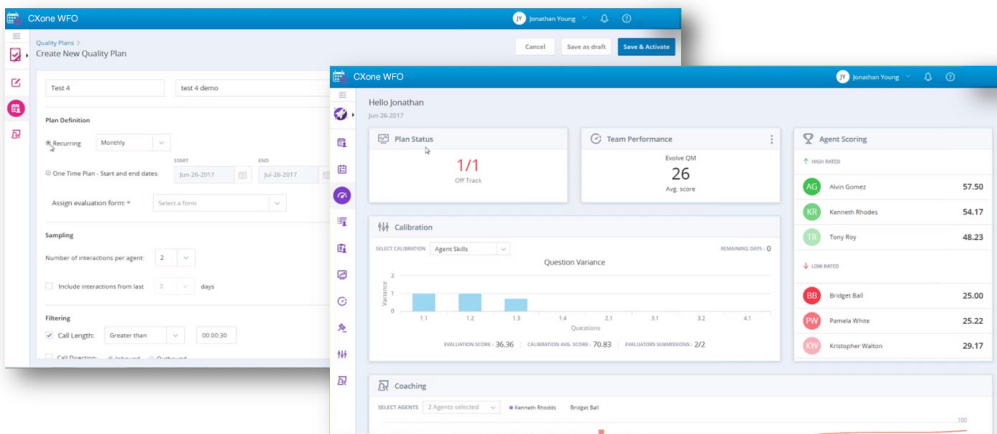 CXone WFO
JY Jonathan Young
Quality Plans >
Create New Quality Plan
Cancel Save as draft Save & Activate
Test 4 test 4 demo
Plan Definition
Recurring Monthly
START END
One Time Plan - Start and end dates: Jun-26-2017 Jul-26-2017
Assign evaluation form: * Select a form
Sampling
Number of interactions per agent: 2
Include interactions from last 2 days
Filtering
Call Length: Greater than 00:00:30
Call Direction: Inbound Outbound
CXone WFO
JY Jonathan Young
Hello Jonathan
Jun-26-2017
Plan Status
1/1
Off Track
Team Performance
Evolve QM
26
Avg. score
Agent Scoring
HIGH RATED
AG Alvin Gomez 57.50
KR Kenneth Rhodes 54.17
TR Tony Roy 48.23
LOW RATED
BB Bridget Ball 25.00
PW Pamela White 25.22
KW Kristopher Walton 29.17
Calibration
SELECT CALIBRATION Agent Skills REMAINING DAYS : 0
Question Variance
Variance
2
1
0
1.1 1.2 1.3 1.4 2.1 3.1 3.2 4.1
Questions
EVALUATION SCORE - 36.36 CALIBRATION AVG. SCORE - 70.83 EVALUATORS SUBMISSIONS - 2/2
Coaching
SELECT AGENTS 2 Agents selected Kenneth Rhodds Bridget Ball
100